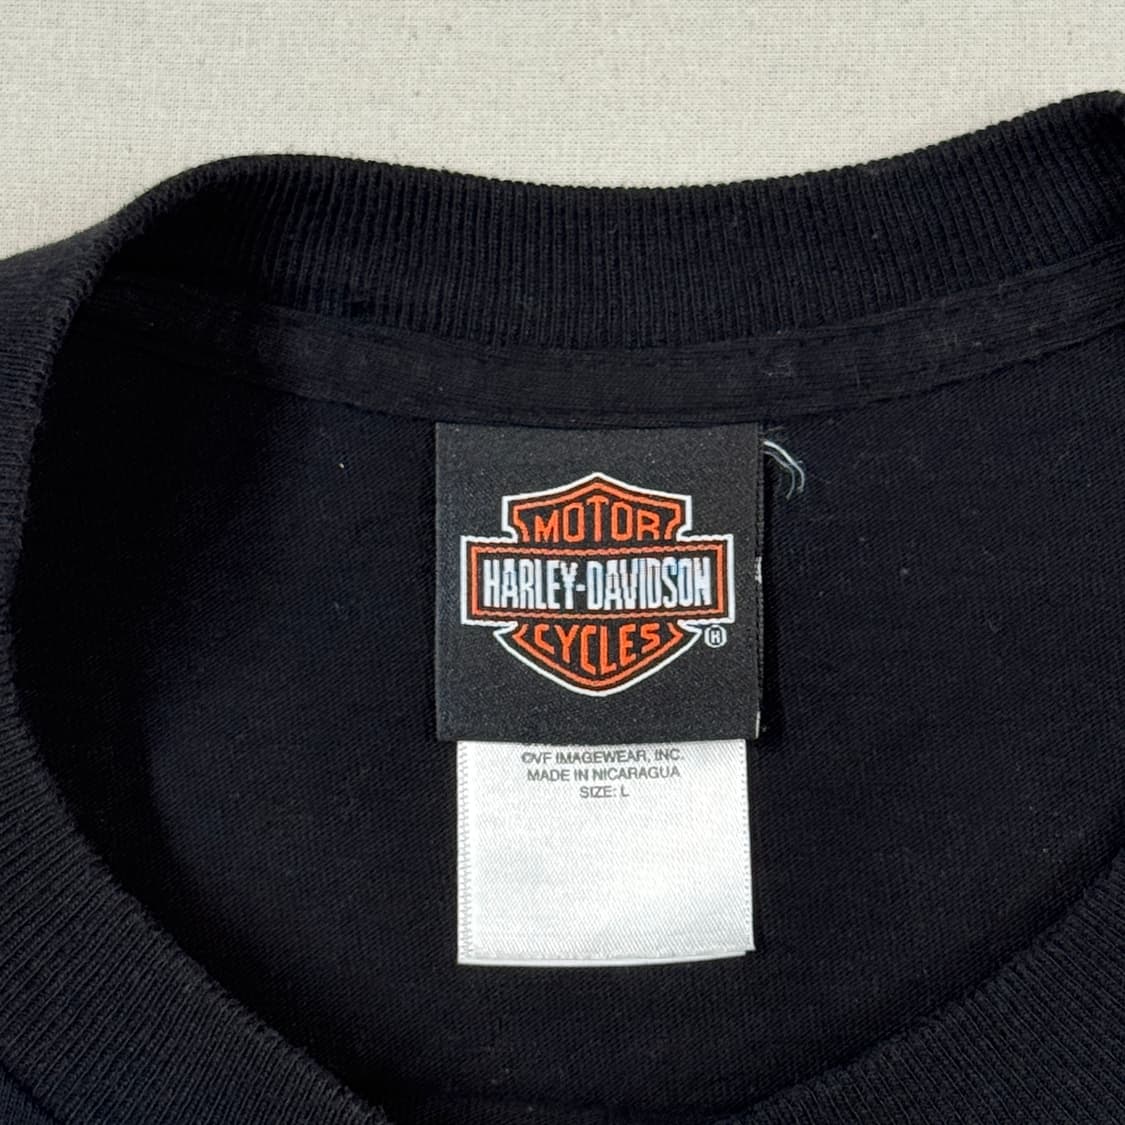 MOTOR
HARLEY-DAVIDSON
CYCLES
®
©VF IMAGEWEAR, INC.
MADE IN NICARAGUA
SIZE: L